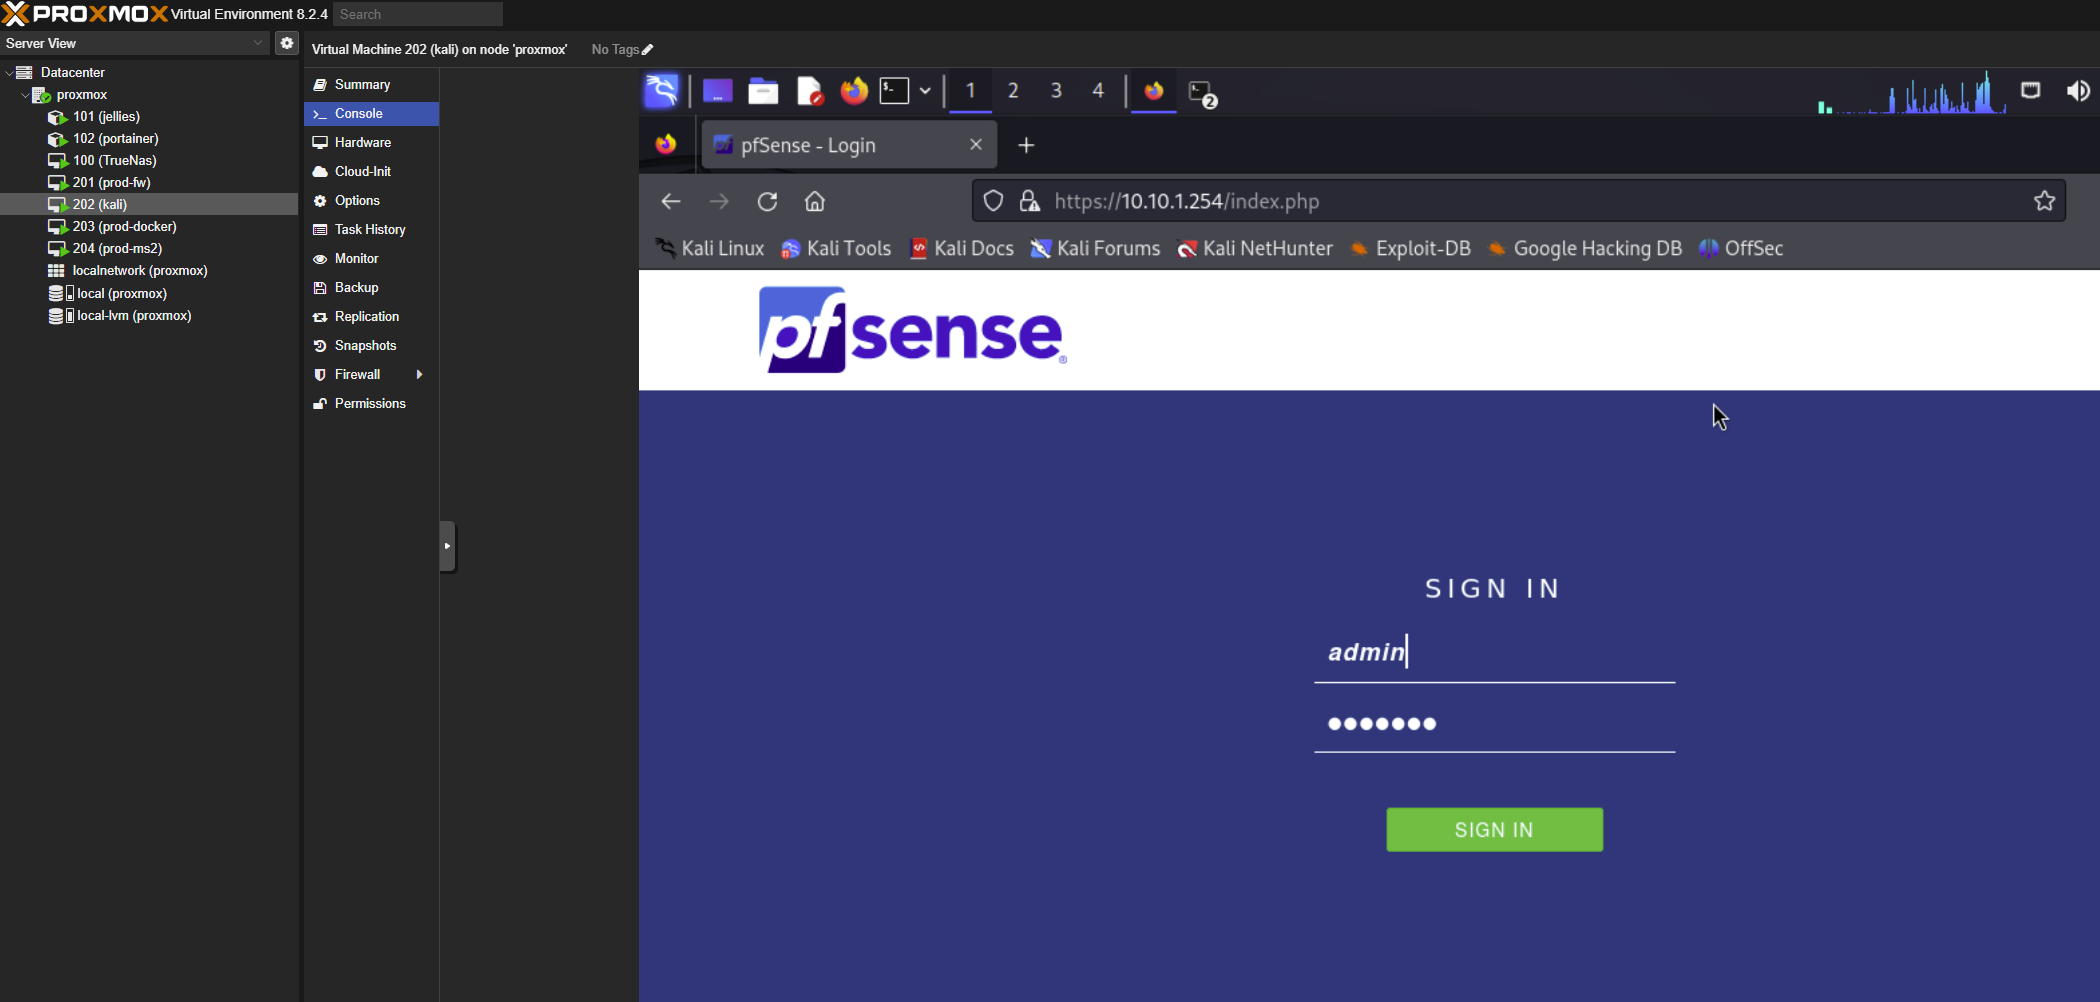 PROXMOX Virtual Environment 8.2.4 Search
Server View
Datacenter
proxmox
101 (jellies)
102 (portainer)
100 (TrueNas)
201 (prod-fw)
202 (kali)
203 (prod-docker)
204 (prod-ms2)
localnetwork (proxmox)
local (proxmox)
local-lvm (proxmox)
Virtual Machine 202 (kali) on node 'proxmox' No Tags
Summary
Console
Hardware
Cloud-Init
Options
Task History
Monitor
Backup
Replication
Snapshots
Firewall
Permissions
1 2 3 4 2
pfSense - Login
https://10.10.1.254/index.php
Kali Linux Kali Tools Kali Docs Kali Forums Kali NetHunter Exploit-DB Google Hacking DB OffSec
pfsense®
SIGN IN
admin
•••••••
SIGN IN